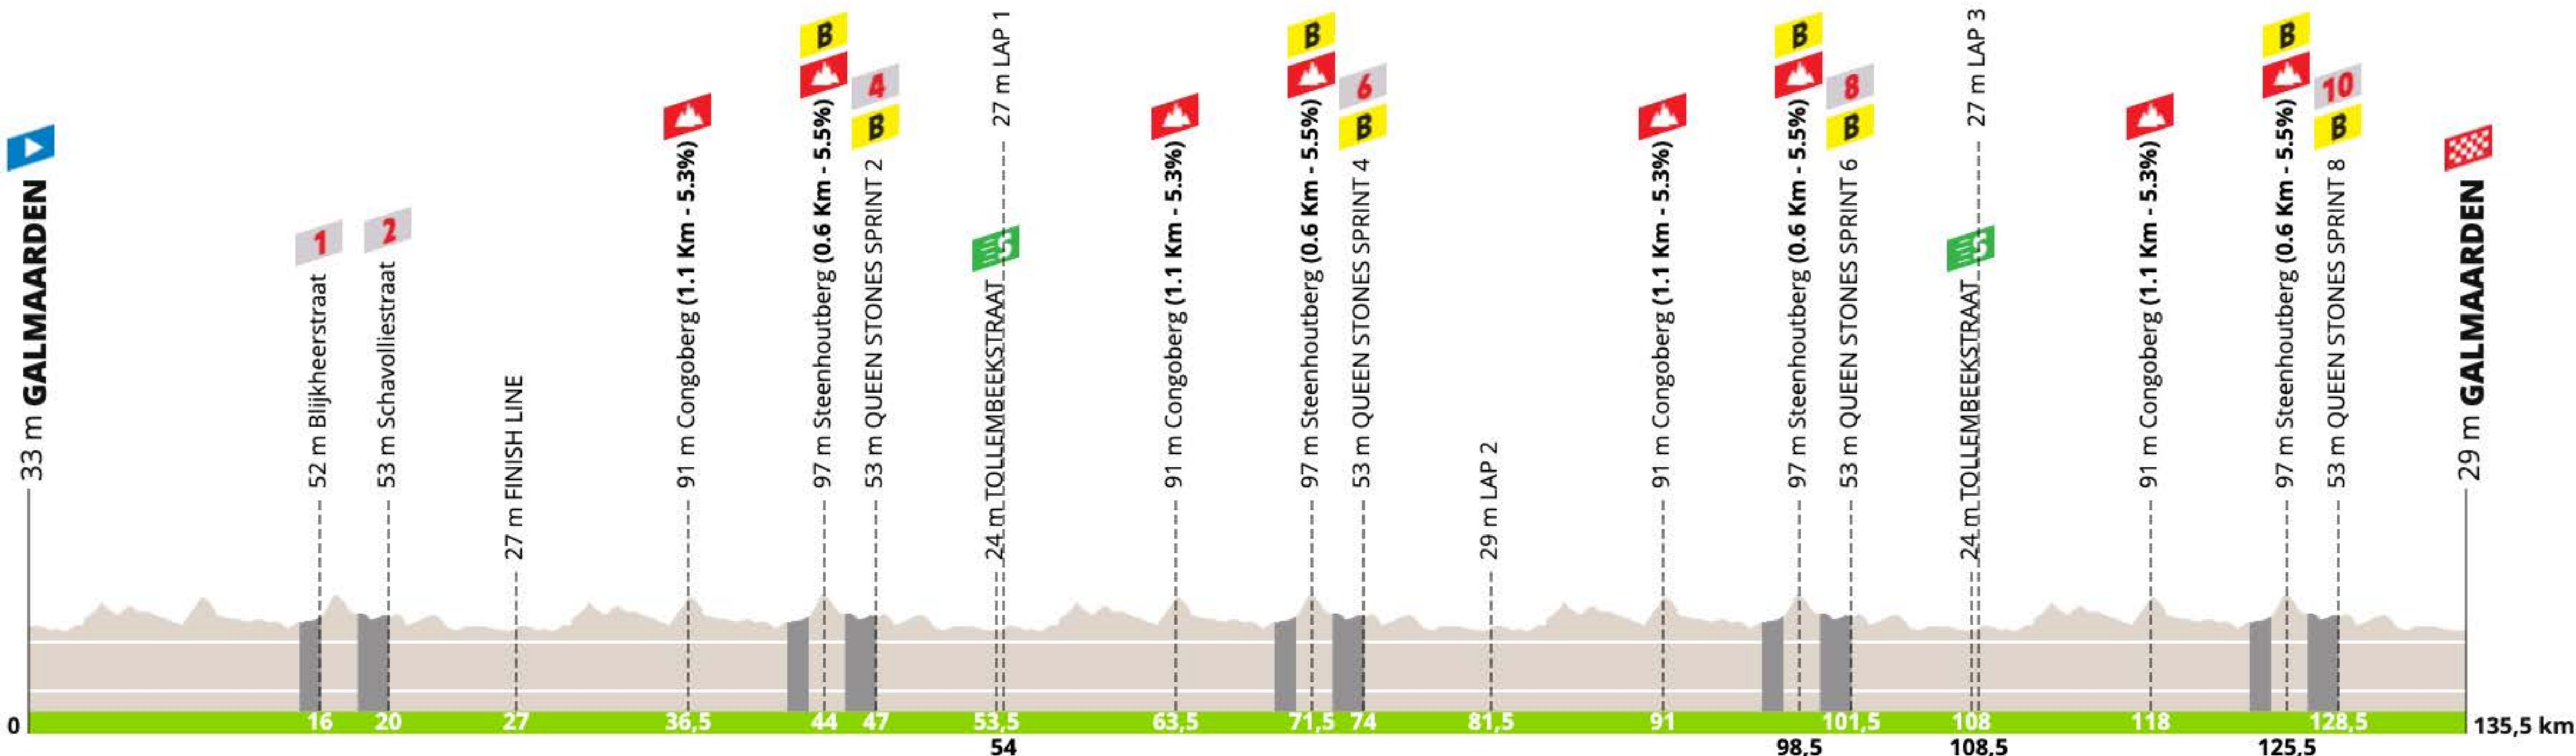 33 m GALMAARDEN
1
52 m Blijkheerstraat
2
53 m Schavolliestraat
27 m FINISH LINE
91 m Congoberg (1.1 Km - 5.3%)
B
97 m Steenhoutberg (0.6 Km - 5.5%)
4
B
53 m QUEEN STONES SPRINT 2
S
24 m TOLLEMBEEKSTRAAT
27 m LAP 1
91 m Congoberg (1.1 Km - 5.3%)
B
97 m Steenhoutberg (0.6 Km - 5.5%)
6
B
53 m QUEEN STONES SPRINT 4
29 m LAP 2
91 m Congoberg (1.1 Km - 5.3%)
B
97 m Steenhoutberg (0.6 Km - 5.5%)
8
B
53 m QUEEN STONES SPRINT 6
S
24 m TOLLEMBEEKSTRAAT
27 m LAP 3
91 m Congoberg (1.1 Km - 5.3%)
B
97 m Steenhoutberg (0.6 Km - 5.5%)
10
B
53 m QUEEN STONES SPRINT 8
29 m GALMAARDEN
0 16 20 27 36,5 44 47 53,5 63,5 71,5 74 81,5 91 101,5 108 118 128,5 135,5 km
54 98,5 108,5 125,5